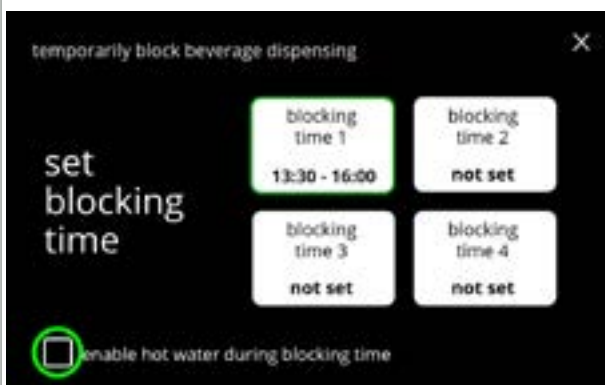 temporarily block beverage dispensing
set
blocking
time
blocking
time 1
13:30 - 16:00
blocking
time 2
not set
blocking
time 3
not set
blocking
time 4
not set
enable hot water during blocking time